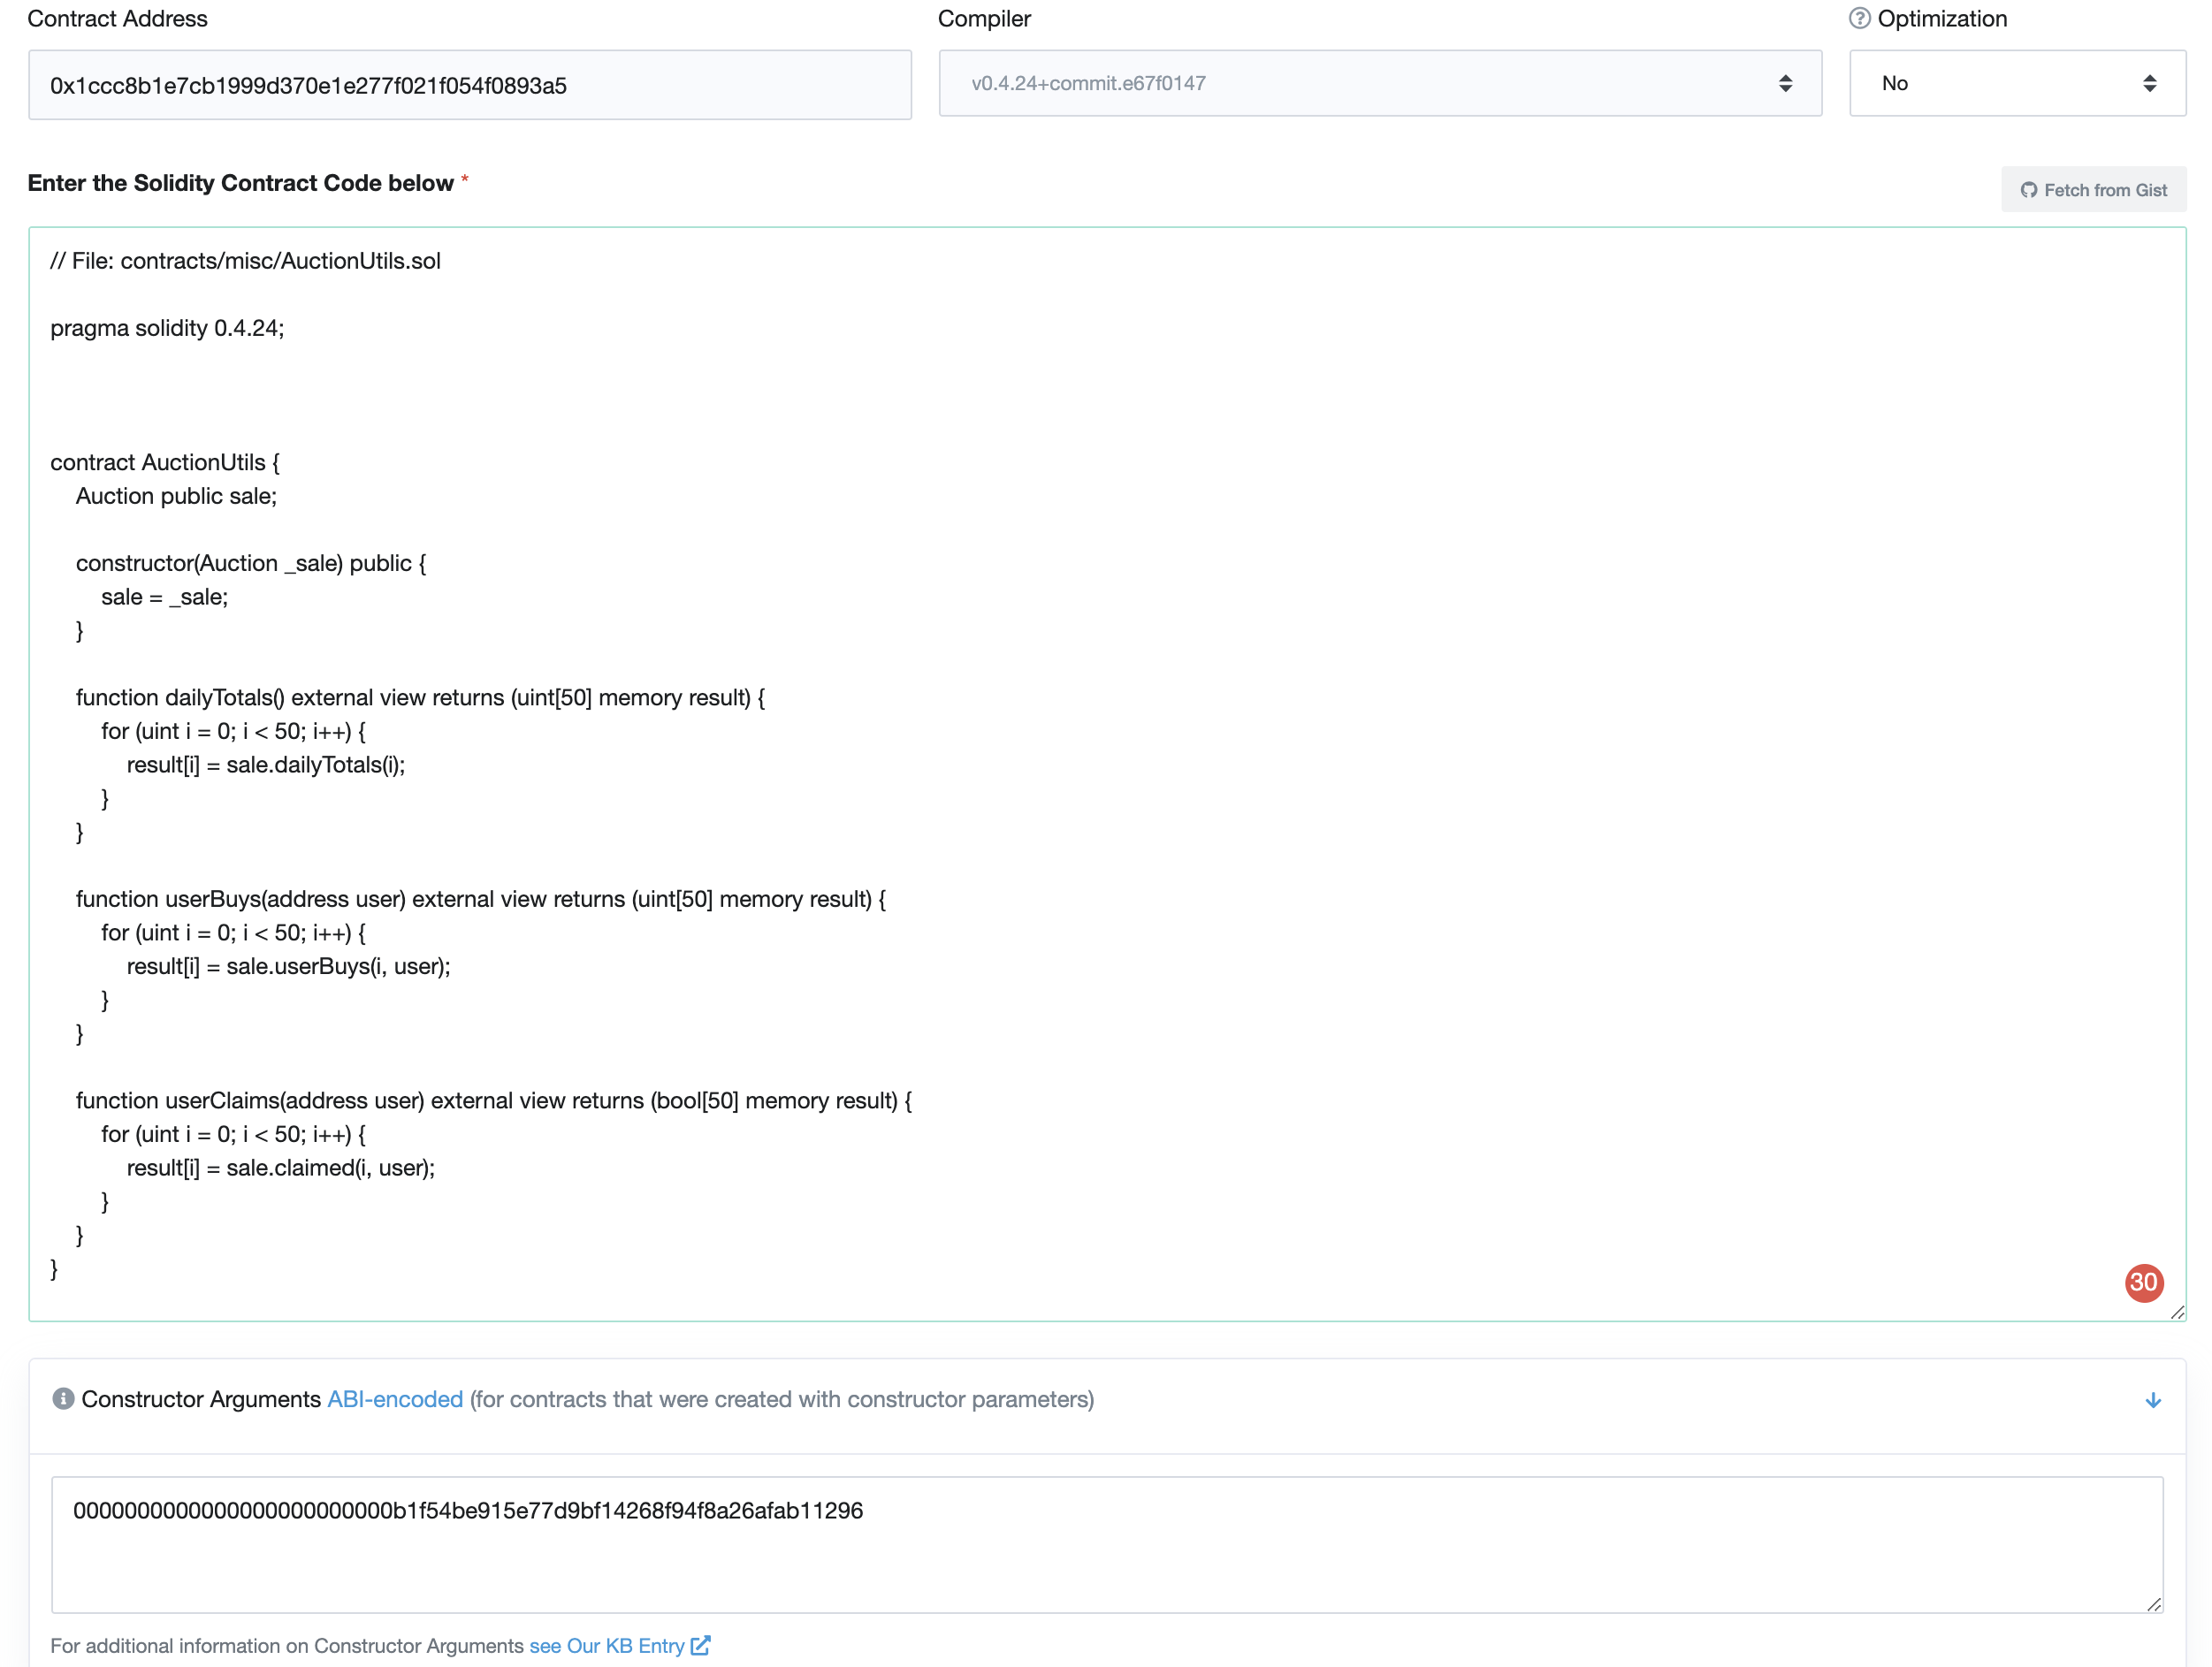 Contract Address
0x1ccc8b1e7cb1999d370e1e277f021f054f0893a5
Compiler
v0.4.24+commit.e67f0147
Optimization
No
Enter the Solidity Contract Code below *
Fetch from Gist
// File: contracts/misc/AuctionUtils.sol
pragma solidity 0.4.24;
contract AuctionUtils {
Auction public sale;
constructor(Auction _sale) public {
sale = _sale;
}
function dailyTotals() external view returns (uint[50] memory result) {
for (uint i = 0; i < 50; i++) {
result[i] = sale.dailyTotals(i);
}
}
function userBuys(address user) external view returns (uint[50] memory result) {
for (uint i = 0; i < 50; i++) {
result[i] = sale.userBuys(i, user);
}
}
function userClaims(address user) external view returns (bool[50] memory result) {
for (uint i = 0; i < 50; i++) {
result[i] = sale.claimed(i, user);
}
}
}
30
Constructor Arguments ABI-encoded (for contracts that were created with constructor parameters)
000000000000000000000000b1f54be915e77d9bf14268f94f8a26afab11296
For additional information on Constructor Arguments see Our KB Entry